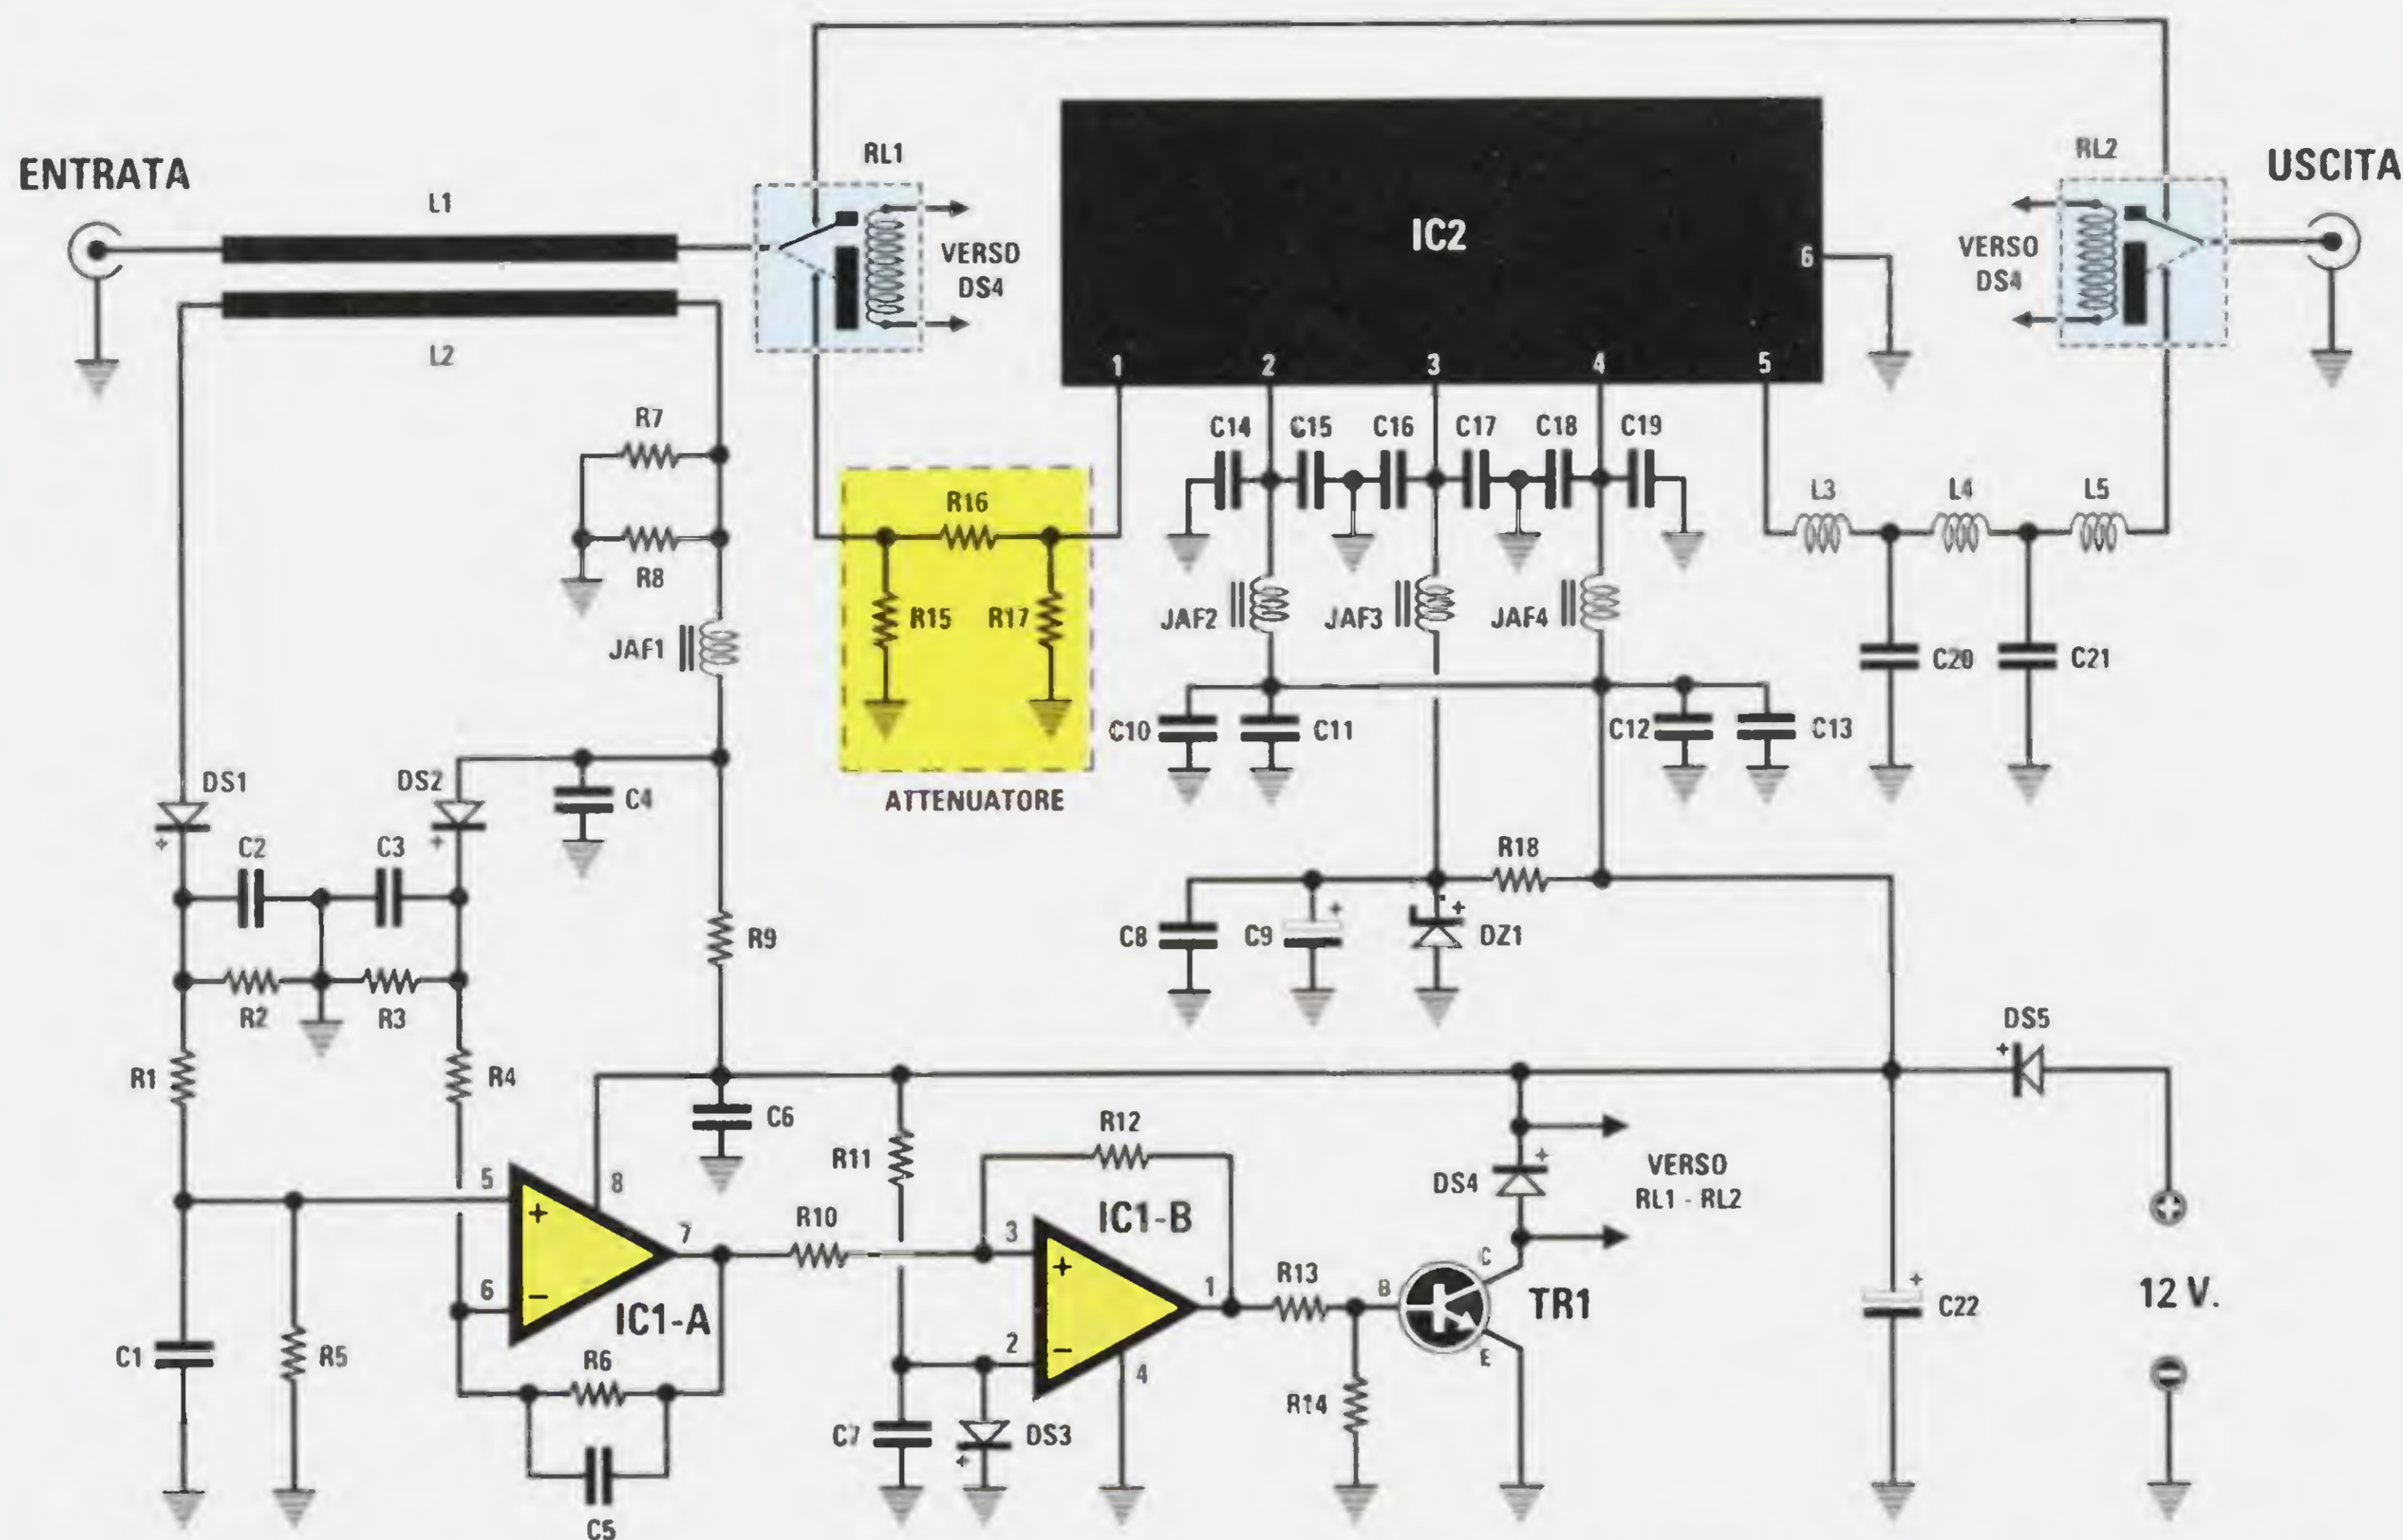 RL1
RL2
ENTRATA
USCITA
L1
IC2
VERSO
DS4
VERSO
DS4
6
L2
1
2
3
4
5
R7
C14
C15
C16
C17
C18
C19
R16
L3
L4
L5
R8
R15
R17
JAF1
JAF2
JAF3
JAF4
C20
C21
C10
C11
C12
C13
DS1
DS2
C4
ATTENUATORE
+
+
C2
C3
R18
R9
C8
C9
+
+
DZ1
R2
R3
DS5
+
R1
R4
C6
R12
R11
VERSO
RL1 - RL2
DS4
+
5
8
+
IC1-B
R10
7
3
+
C
12 V.
+
-
6
-
IC1-A
1
R13
B
TR1
+
C22
C1
R5
R6
2
-
4
E
R14
C7
DS3
+
C5